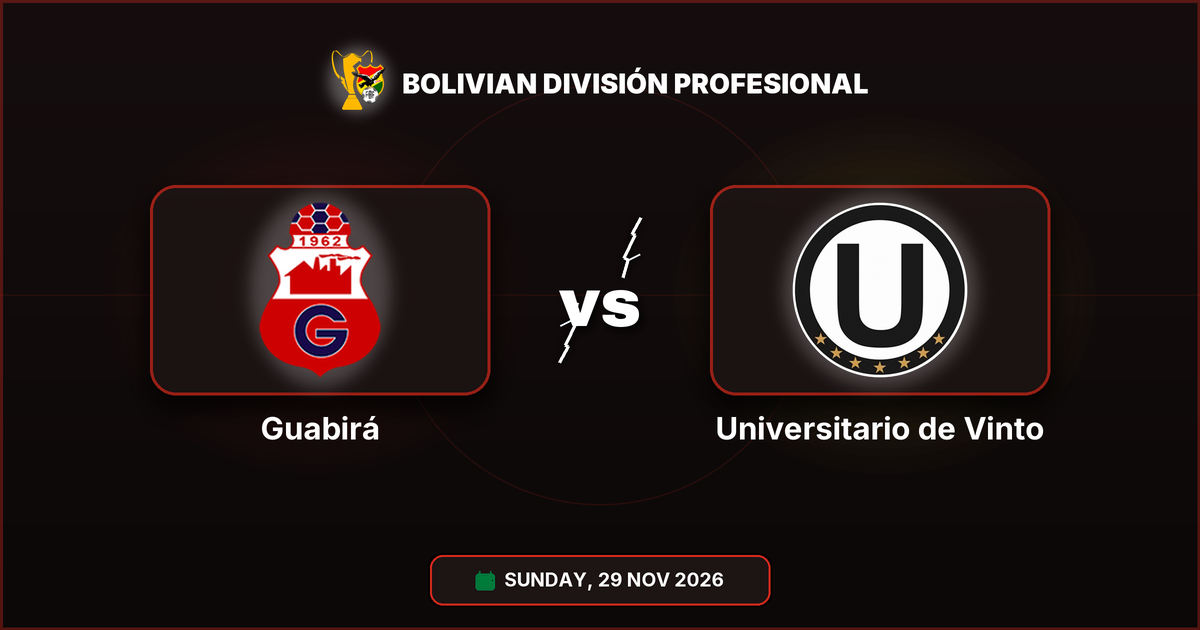 BOLIVIAN DIVISIÓN PROFESIONAL
1962
G
vs
U
Guabirá
Universitario de Vinto
SUNDAY, 29 NOV 2026